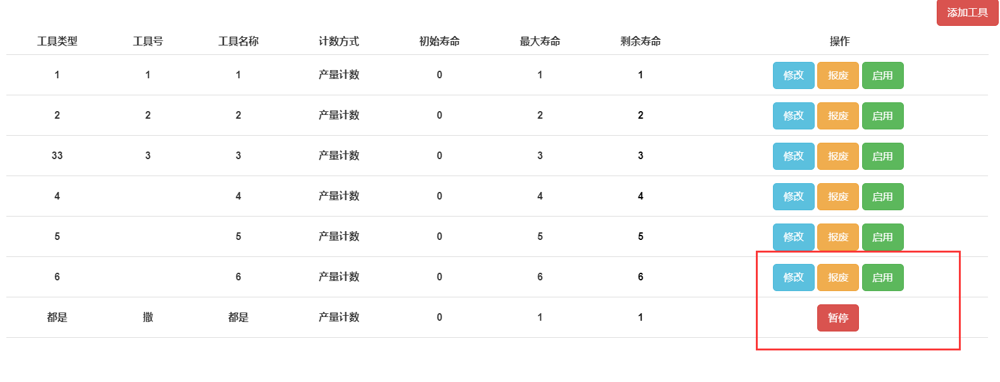 添加工具
工具类型 工具号 工具名称 计数方式 初始寿命 最大寿命 剩余寿命 操作
1 1 1 产量计数 0 1 1 修改 报废 启用
2 2 2 产量计数 0 2 2 修改 报废 启用
33 3 3 产量计数 0 3 3 修改 报废 启用
4 4 产量计数 0 4 4 修改 报废 启用
5 5 产量计数 0 5 5 修改 报废 启用
6 6 产量计数 0 6 6 修改 报废 启用
都是 撒 都是 产量计数 0 1 1 暂停